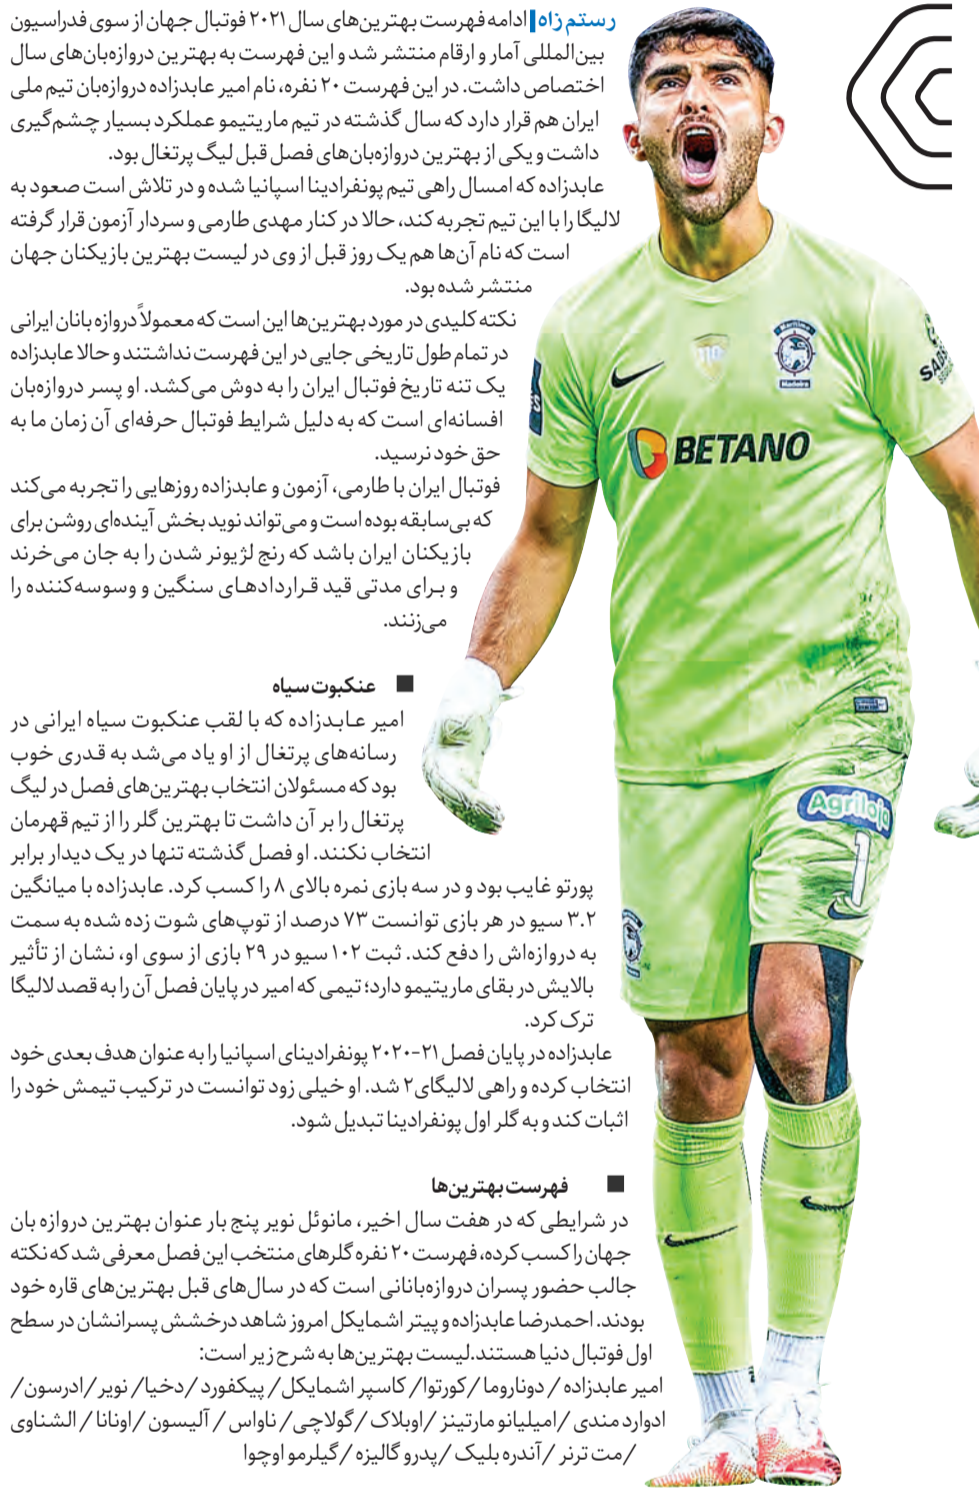 رستم زاه | ادامه فهرست بهترین‌های سال ۲۰۲۱ فوتبال جهان از سوی فدراسیون
بین‌المللی آمار و ارقام منتشر شد و این فهرست به بهترین دروازه‌بان‌های سال
اختصاص داشت. در این فهرست ۲۰ نفره، نام امیر عابدزاده دروازه‌بان تیم ملی
ایران هم قرار دارد که سال گذشته در تیم ماریتیمو عملکرد بسیار چشم‌گیری
داشت و یکی از بهترین دروازه‌بان‌های فصل قبل لیگ پرتغال بود.
عابدزاده که امسال راهی تیم پونفرادینا اسپانیا شده و در تلاش است صعود به
لالیگا را با این تیم تجربه کند، حالا در کنار مهدی طارمی و سردار آزمون قرار گرفته
است که نام آن‌ها هم یک روز قبل از وی در لیست بهترین بازیکنان جهان
منتشر شده بود.
نکته کلیدی در مورد بهترین‌ها این است که معمولاً دروازه بانان ایرانی
در تمام طول تاریخی جایی در این فهرست نداشتند و حالا عابدزاده
یک تنه تاریخ فوتبال ایران را به دوش می‌کشد. او پسر دروازه‌بان
افسانه‌ای است که به دلیل شرایط فوتبال حرفه‌ای آن زمان ما به
حق خود نرسید.
فوتبال ایران با طارمی، آزمون و عابدزاده روزهایی را تجربه می‌کند
که بی‌سابقه بوده است و می‌تواند نوید بخش آینده‌ای روشن برای
بازیکنان ایران باشد که رنج لژیونر شدن را به جان می‌خرند
و برای مدتی قید قراردادهای سنگین و وسوسه‌کننده را
می‌زنند.
■ عنکبوت سیاه
امیر عابدزاده که با لقب عنکبوت سیاه ایرانی در
رسانه‌های پرتغال از او یاد می‌شد به قدری خوب
بود که مسئولان انتخاب بهترین‌های فصل در لیگ
پرتغال را بر آن داشت تا بهترین گلر را از تیم قهرمان
انتخاب نکنند. او فصل گذشته تنها در یک دیدار برابر
پورتو غایب بود و در سه بازی نمره بالای ۸ را کسب کرد. عابدزاده با میانگین
۳.۲ سیو در هر بازی توانست ۷۳ درصد از توپ‌های شوت زده شده به سمت
به دروازه‌اش را دفع کند. ثبت ۱۰۲ سیو در ۲۹ بازی از سوی او، نشان از تأثیر
بالایش در بقای ماریتیمو دارد؛ تیمی که امیر در پایان فصل آن را به قصد لالیگا
ترک کرد.
عابدزاده در پایان فصل ۲۱-۲۰۲۰ پونفرادینای اسپانیا را به عنوان هدف بعدی خود
انتخاب کرده و راهی لالیگای۲ شد. او خیلی زود توانست در ترکیب تیمش خود را
اثبات کند و به گلر اول پونفرادینا تبدیل شود.
■ فهرست بهترین‌ها
در شرایطی که در هفت سال اخیر، مانوئل نویر پنج بار عنوان بهترین دروازه بان
جهان را کسب کرده، فهرست ۲۰ نفره گلرهای منتخب این فصل معرفی شد که نکته
جالب حضور پسران دروازه‌بانانی است که در سال‌های قبل بهترین‌های قاره خود
بودند. احمدرضا عابدزاده و پیتر اشمایکل امروز شاهد درخشش پسرانشان در سطح
اول فوتبال دنیا هستند.لیست بهترین‌ها به شرح زیر است:
امیر عابدزاده / دوناروما/ کورتوا/ کاسپر اشمایکل/ پیکفورد /دخیا/ نویر /ادرسون/
ادوارد مندی /امیلیانو مارتینز /اوبلاک /گولاچی/ ناواس / آلیسون /اونانا / الشناوی
/مت ترنر /آندره بلیک /پدرو گالیزه /گیلرمو اوچوا
Maritimo
Madeira
BETANO
Agriloja
1